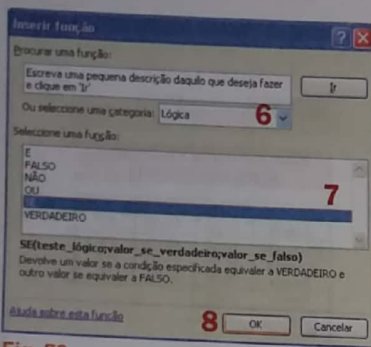 Inserir função
Procurar uma função:
Escreva uma pequena descrição daquilo que deseja fazer
e clique em 'Ir'
Ir
Ou seleccione uma categoria: Lógica
6
Seleccione uma função:
E
FALSO
NÃO
OU
SE
VERDADEIRO
7
SE(teste_lógico;valor_se_verdadeiro;valor_se_falso)
Devolve um valor se a condição especificada equivaler a VERDADEIRO e
outro valor se equivaler a FALSO.
Ajuda sobre esta função
8 OK Cancelar